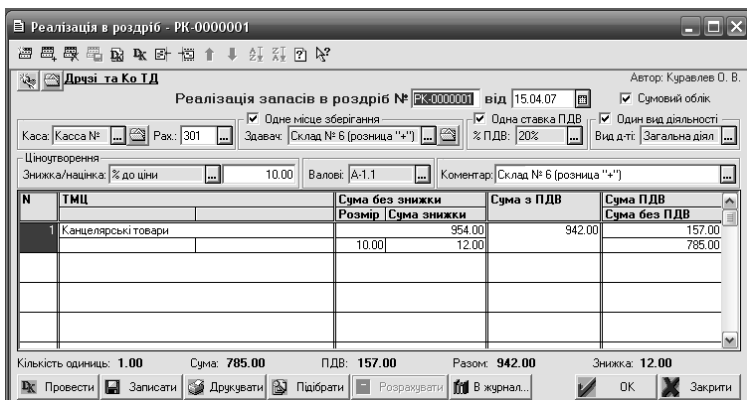 Реалізація в роздріб - РК-0000001
Друзі та Ко ТД
Автор: Куравлев О. В.
Реалізація запасів в роздріб № РК-0000001 від 15.04.07 Сумовий облік
Одне місце зберігання Одна ставка ПДВ Один вид діяльності
Каса: Касса № ... Рах.: 301 ... Здавач: Склад № 6 (розница "+") ... % ПДВ: 20% ... Вид д-ті: Загальна діял ...
Ціноутворення
Знижка/націнка: % до ціни ... 10.00 Валові: А-1.1 ... Коментар: Склад № 6 (розница "+") ...
N ТМЦ Сума без знижки Сума з ПДВ Сума ПДВ
Розмір Сума знижки Сума без ПДВ
1 Канцелярські товари 954.00 942.00 157.00
10.00 12.00 785.00
Кількість одиниць: 1.00 Сума: 785.00 ПДВ: 157.00 Разом: 942.00 Знижка: 12.00
Провести Записати Друкувати Підібрати Розрахувати В журнал... OK Закрити